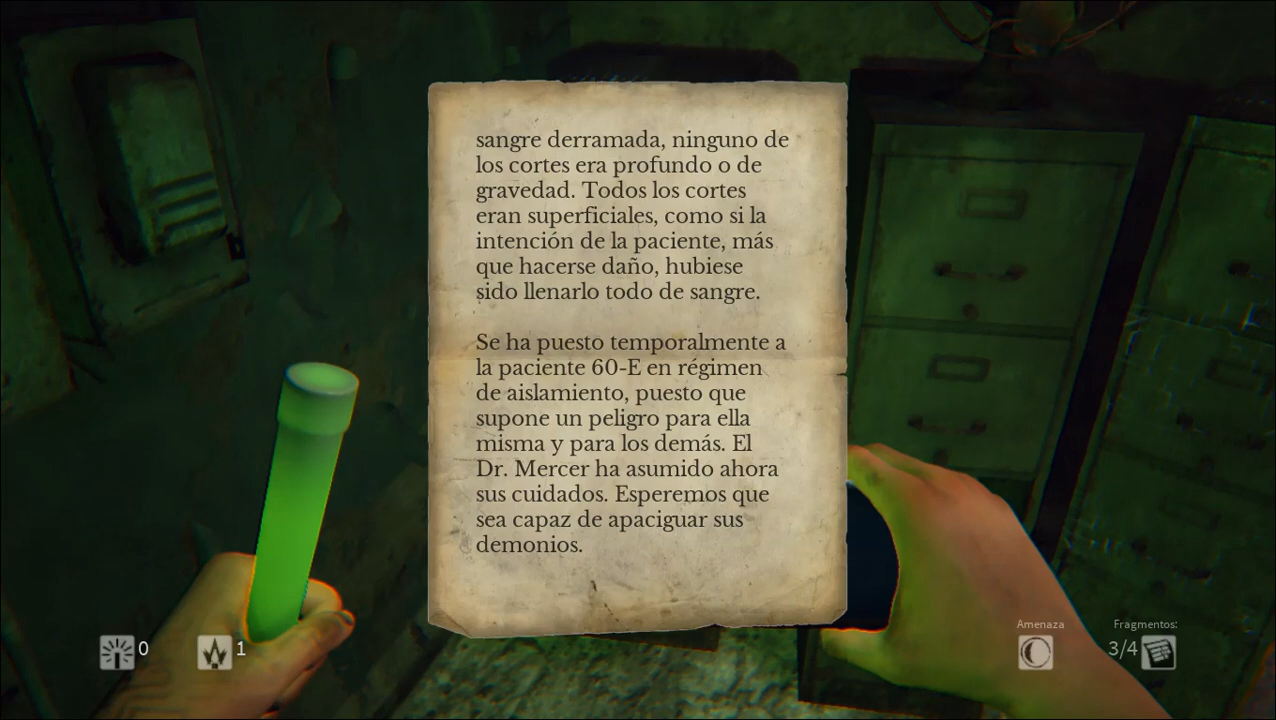 sangre derramada, ninguno de
los cortes era profundo o de
gravedad. Todos los cortes
eran superficiales, como si la
intención de la paciente, más
que hacerse daño, hubiese
sido llenarlo todo de sangre.
Se ha puesto temporalmente a
la paciente 60-E en régimen
de aislamiento, puesto que
supone un peligro para ella
misma y para los demás. El
Dr. Mercer ha asumido ahora
sus cuidados. Esperemos que
sea capaz de apaciguar sus
demonios.
Amenaza
Fragmentos:
0
1
3/4